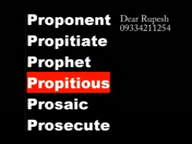 Proponent
Dear Rupesh
09334211254
Propitiate
Prophet
Propitious
Prosaic
Prosecute